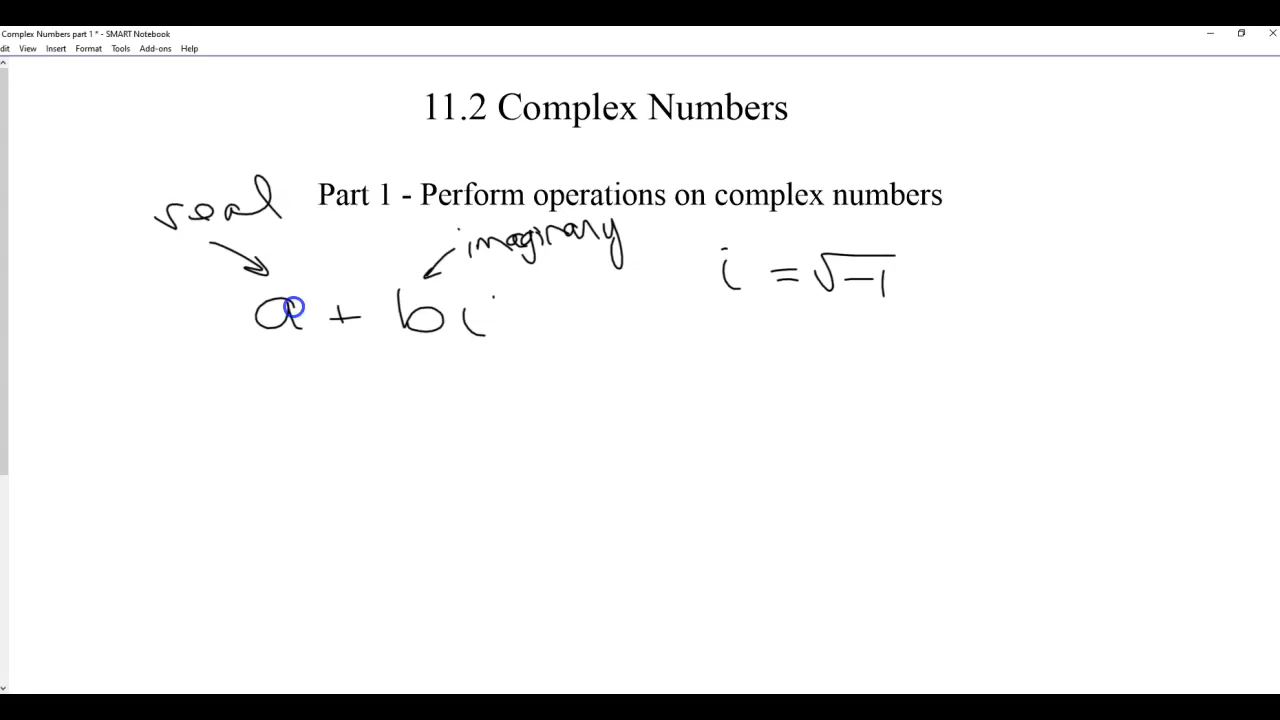 Complex Numbers part 1 * - SMART Notebook
dit View Insert Format Tools Add-ons Help
11.2 Complex Numbers
Part 1 - Perform operations on complex numbers
real
imaginary
i = √-1
a + bi